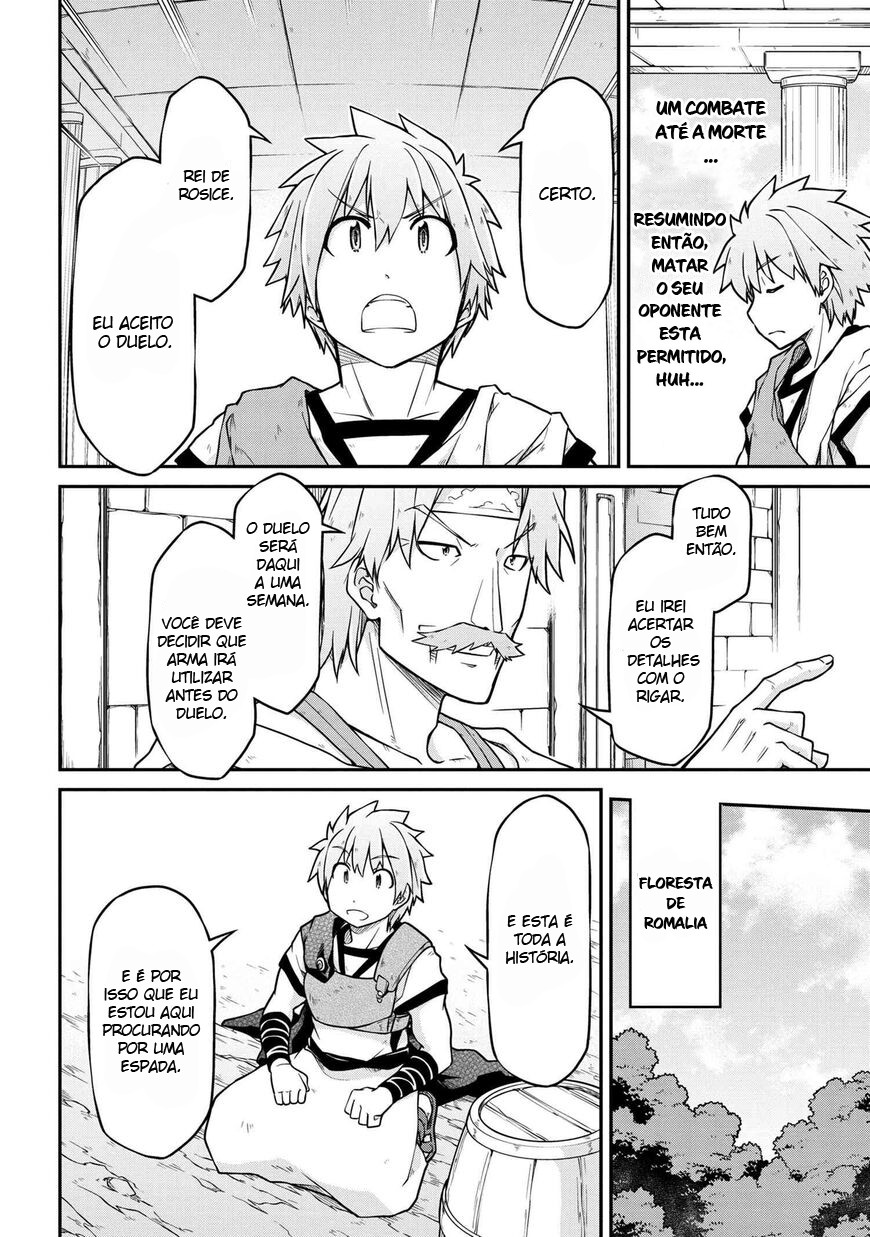 UM COMBATE
ATÉ A MORTE
...
RESUMINDO
ENTÃO,
MATAR
O SEU
OPONENTE
ESTA
PERMITIDO,
HUH...
CERTO.
REI DE
ROSICE.
EU ACEITO
O DUELO.
TUDO
BEM
ENTÃO.
EU IREI
ACERTAR
OS
DETALHES
COM O
RIGAR.
O DUELO
SERÁ
DAQUI
A UMA
SEMANA.
VOCÊ DEVE
DECIDIR QUE
ARMA IRÁ
UTILIZAR
ANTES DO
DUELO.
FLORESTA
DE
ROMALIA
E ESTA É
TODA A
HISTÓRIA.
E É POR
ISSO QUE EU
ESTOU AQUI
PROCURANDO
POR UMA
ESPADA.